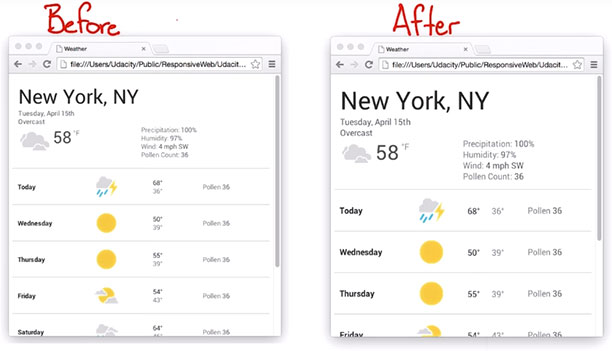 Before
Weather
file:///Users/Udacity/Public/ResponsiveWeb/Udacit...
New York, NY
Tuesday, April 15th
Overcast
58 °F
Precipitation: 100%
Humidity: 97%
Wind: 4 mph SW
Pollen Count: 36
Today 68° 36° Pollen 36
Wednesday 50° 39° Pollen 36
Thursday 55° 39° Pollen 36
Friday 54° 43° Pollen 36
Saturday 64° Pollen 36
After
Weather
file:///Users/Udacity/Public/ResponsiveWeb/Udacit...
New York, NY
Tuesday, April 15th
Overcast
58 °F
Precipitation: 100%
Humidity: 97%
Wind: 4 mph SW
Pollen Count: 36
Today 68° 36° Pollen 36
Wednesday 50° 39° Pollen 36
Thursday 55° 39° Pollen 36
Friday 54° 43° Pollen 36